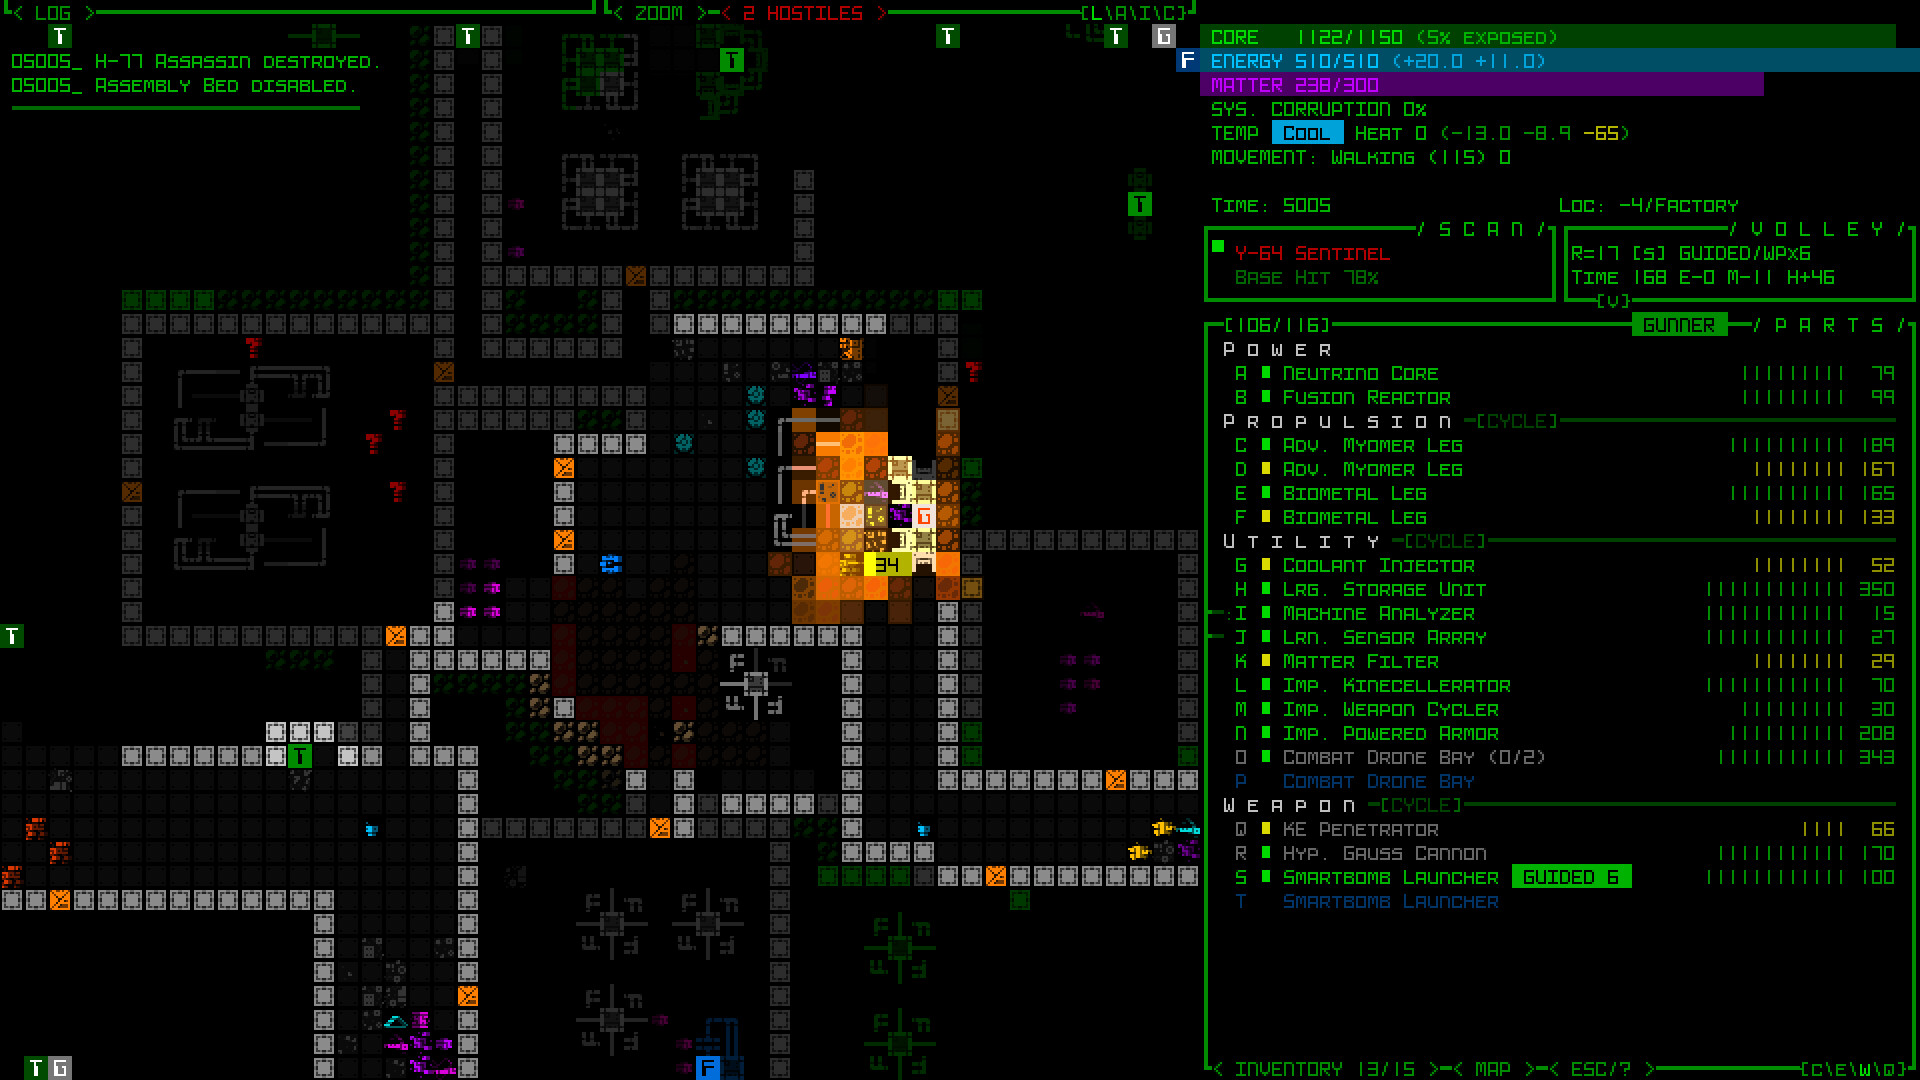 < LOG >
< ZOOM >
< 2 HOSTILES >
[L\A\I\C]
T
T
T
T
G
T
05005_ H-77 ASSASSIN DESTROYED.
05005_ ASSEMBLY BED DISABLED.
CORE 1122/1150 (5% EXPOSED)
F ENERGY 510/510 (+20.0 +11.0)
MATTER 238/300
SYS. CORRUPTION 0%
TEMP COOL HEAT 0 (-13.0 -8.9 -65)
MOVEMENT: WALKING (115) 0
T
TIME: 5005
LOC: -4/FACTORY
/ S C A N /
/ V O L L E Y /
Y-64 SENTINEL
BASE HIT 78%
R=17 [S] GUIDED/WPX6
TIME 168 E-0 M-11 H+46
[V]
[106/116]
GUNNER
/ P A R T S /
P O W E R
A NEUTRINO CORE 79
B FUSION REACTOR 99
P R O P U L S I O N [CYCLE]
C ADV. MYOMER LEG 189
D ADV. MYOMER LEG 167
E BIOMETAL LEG 165
F BIOMETAL LEG 133
G
34
U T I L I T Y [CYCLE]
G COOLANT INJECTOR 52
H LRG. STORAGE UNIT 350
I MACHINE ANALYZER 15
J LRN. SENSOR ARRAY 27
K MATTER FILTER 29
L IMP. KINECELLERATOR 70
M IMP. WEAPON CYCLER 30
N IMP. POWERED ARMOR 208
O COMBAT DRONE BAY (0/2) 343
P COMBAT DRONE BAY
T
T
W E A P O N [CYCLE]
Q KE PENETRATOR 66
R HYP. GAUSS CANNON 170
S SMARTBOMB LAUNCHER GUIDED 6 100
T SMARTBOMB LAUNCHER
T
G
F
< INVENTORY 13/15 >
< MAP >
< ESC/? >
[C\E\W\Q]